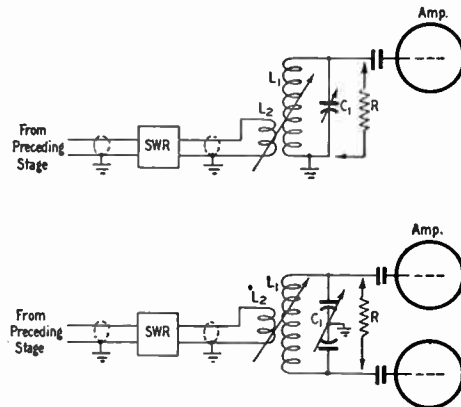 Amp.
L1
C1
R
L2
From
Preceding
Stage
SWR
Amp.
L1
L2
C1
R
From
Preceding
Stage
SWR